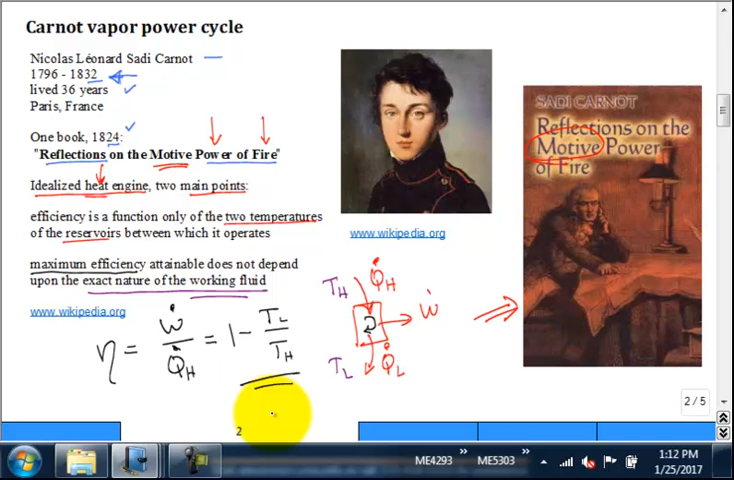 Carnot vapor power cycle
Nicolas Léonard Sadi Carnot
1796 - 1832
lived 36 years
Paris, France
One book, 1824:
"Reflections on the Motive Power of Fire"
Idealized heat engine, two main points:
efficiency is a function only of the two temperatures
of the reservoirs between which it operates
maximum efficiency attainable does not depend
upon the exact nature of the working fluid
www.wikipedia.org
η = Ẇ / Q̇H = 1 - TL / TH
www.wikipedia.org
TH Q̇H
Ẇ
TL Q̇L
SADI CARNOT
Reflections on the
Motive Power
of Fire
2 / 5
2
ME4293 »
ME5303 »
1:12 PM
1/25/2017